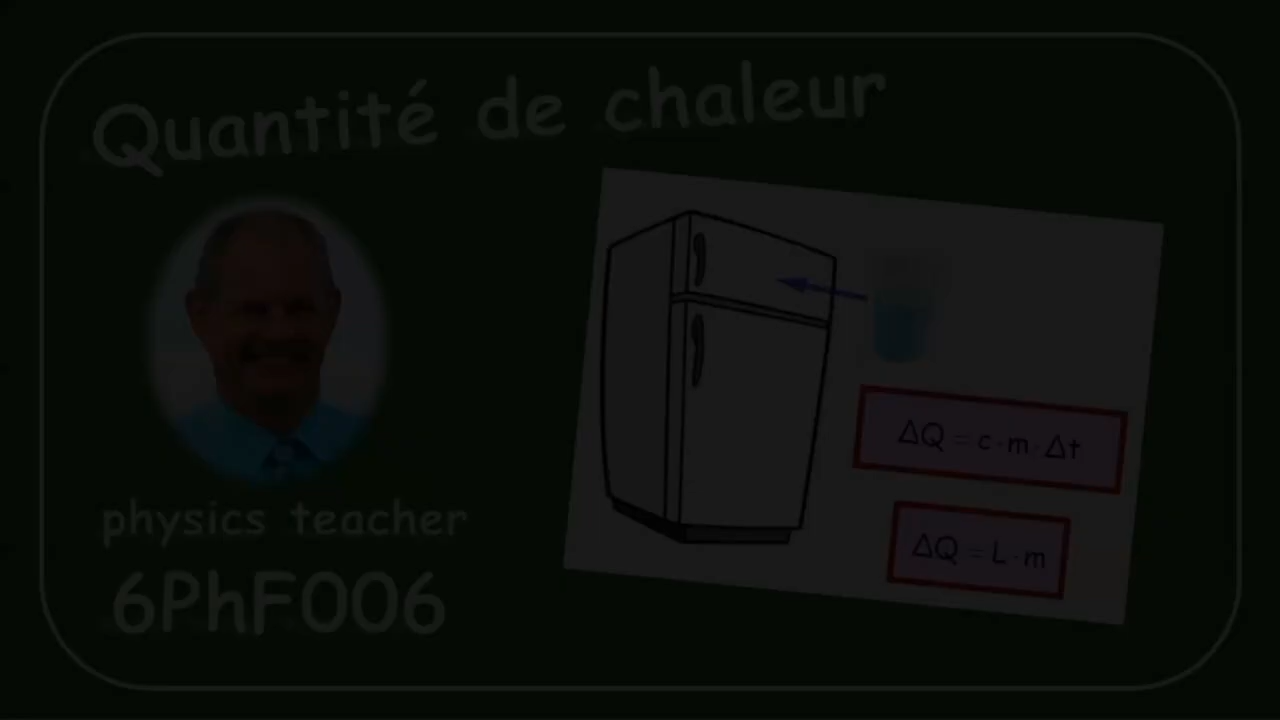 Quantité de chaleur
physics teacher
6PhF006
ΔQ = c · m · Δt
ΔQ = L · m